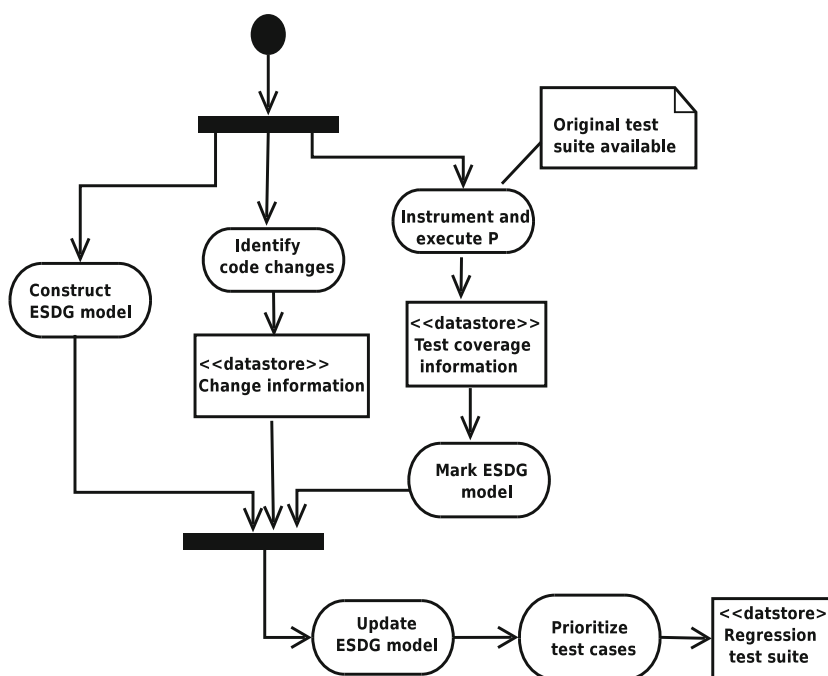 Original test
suite available
Instrument and
execute P
Identify
code changes
Construct
ESDG model
<<datastore>>
Test coverage
information
<<datastore>>
Change information
Mark ESDG
model
Update
ESDG model
Prioritize
test cases
<<datstore>
Regression
test suite